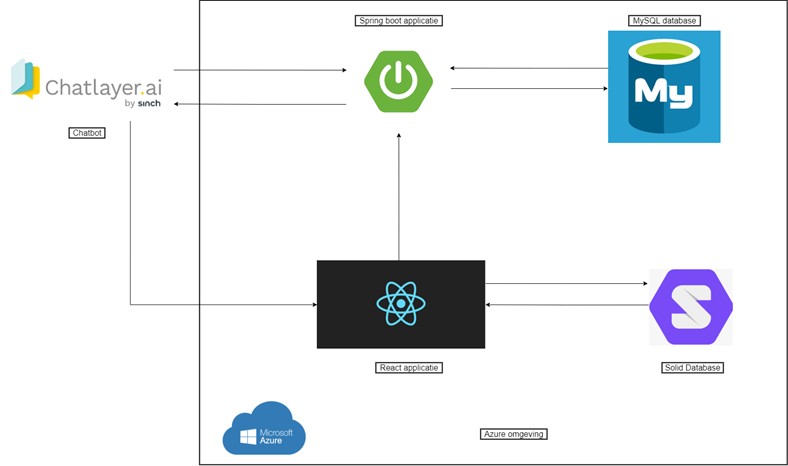 Spring boot applicatie
MySQL database
Chatlayer.ai
by sinch
My
Chatbot
React applicatie
Solid Database
Microsoft
Azure
Azure omgeving